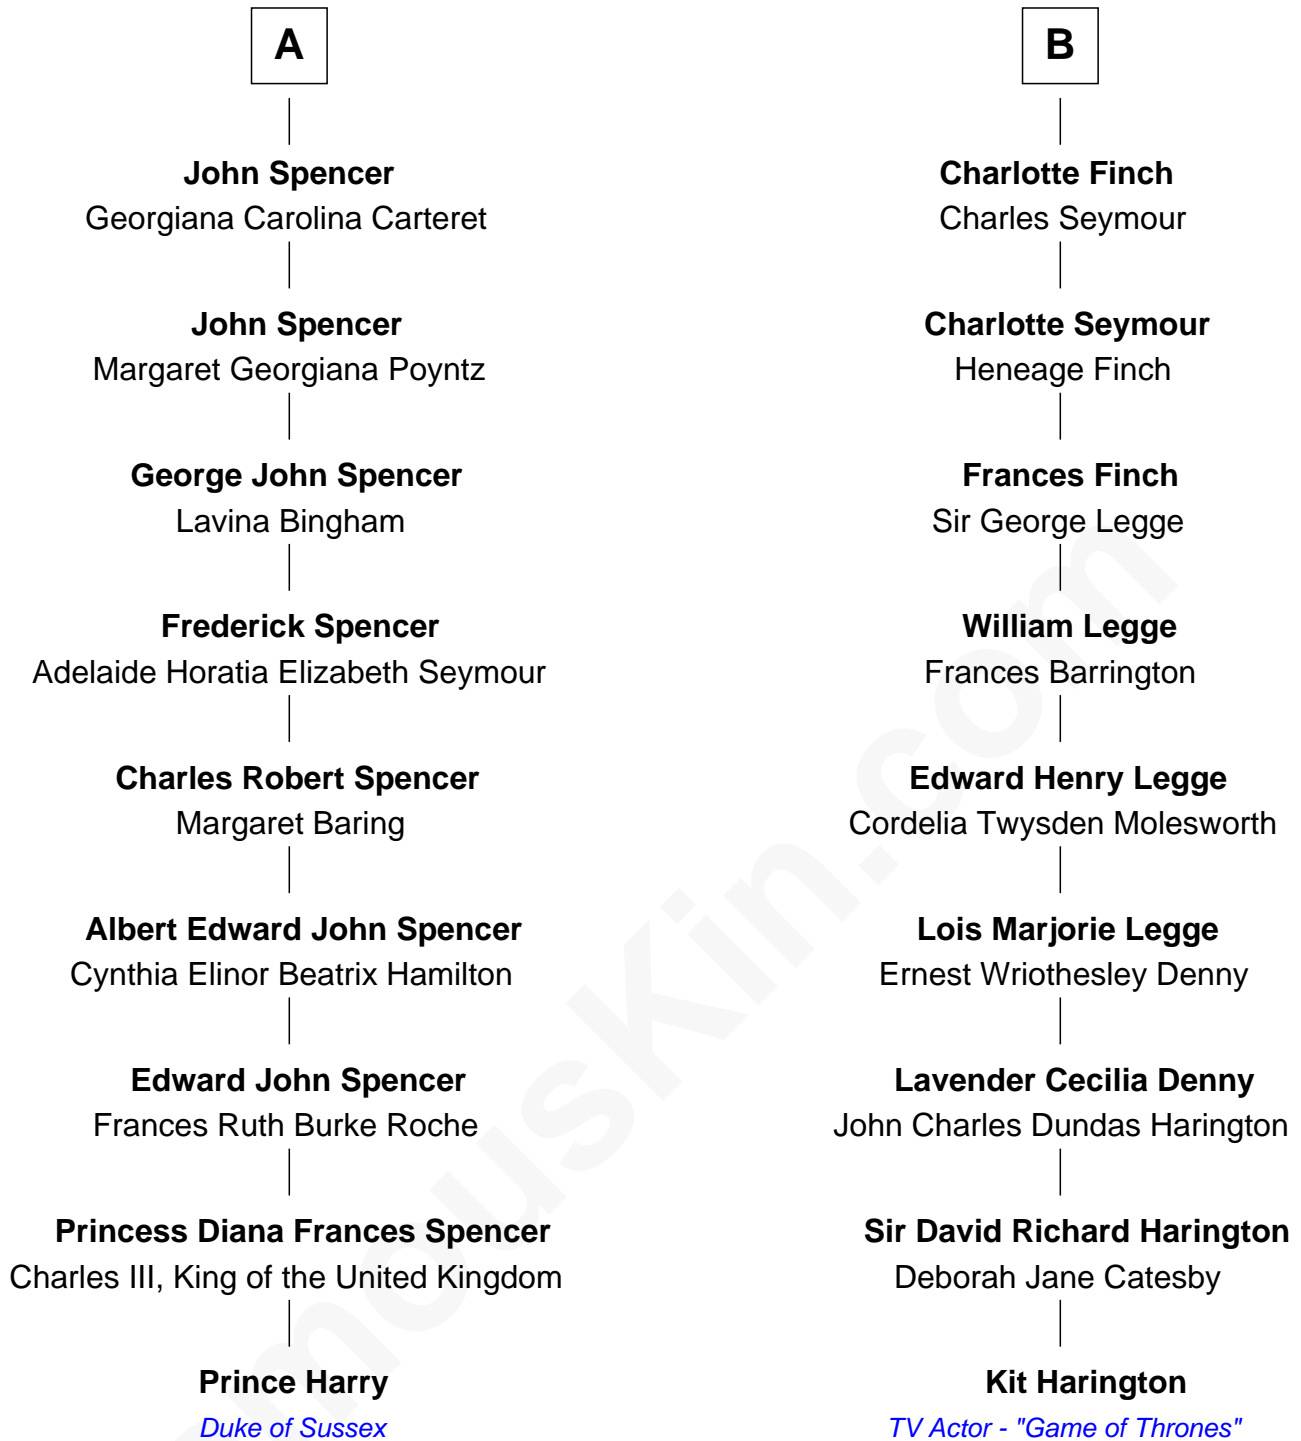 A
John Spencer
Georgiana Carolina Carteret
John Spencer
Margaret Georgiana Poyntz
George John Spencer
Lavina Bingham
Frederick Spencer
Adelaide Horatia Elizabeth Seymour
Charles Robert Spencer
Margaret Baring
Albert Edward John Spencer
Cynthia Elinor Beatrix Hamilton
Edward John Spencer
Frances Ruth Burke Roche
Princess Diana Frances Spencer
Charles III, King of the United Kingdom
Prince Harry
Duke of Sussex
B
Charlotte Finch
Charles Seymour
Charlotte Seymour
Heneage Finch
Frances Finch
Sir George Legge
William Legge
Frances Barrington
Edward Henry Legge
Cordelia Twysden Molesworth
Lois Marjorie Legge
Ernest Wriothesley Denny
Lavender Cecilia Denny
John Charles Dundas Harington
Sir David Richard Harington
Deborah Jane Catesby
Kit Harington
TV Actor - "Game of Thrones"
mousKin.com